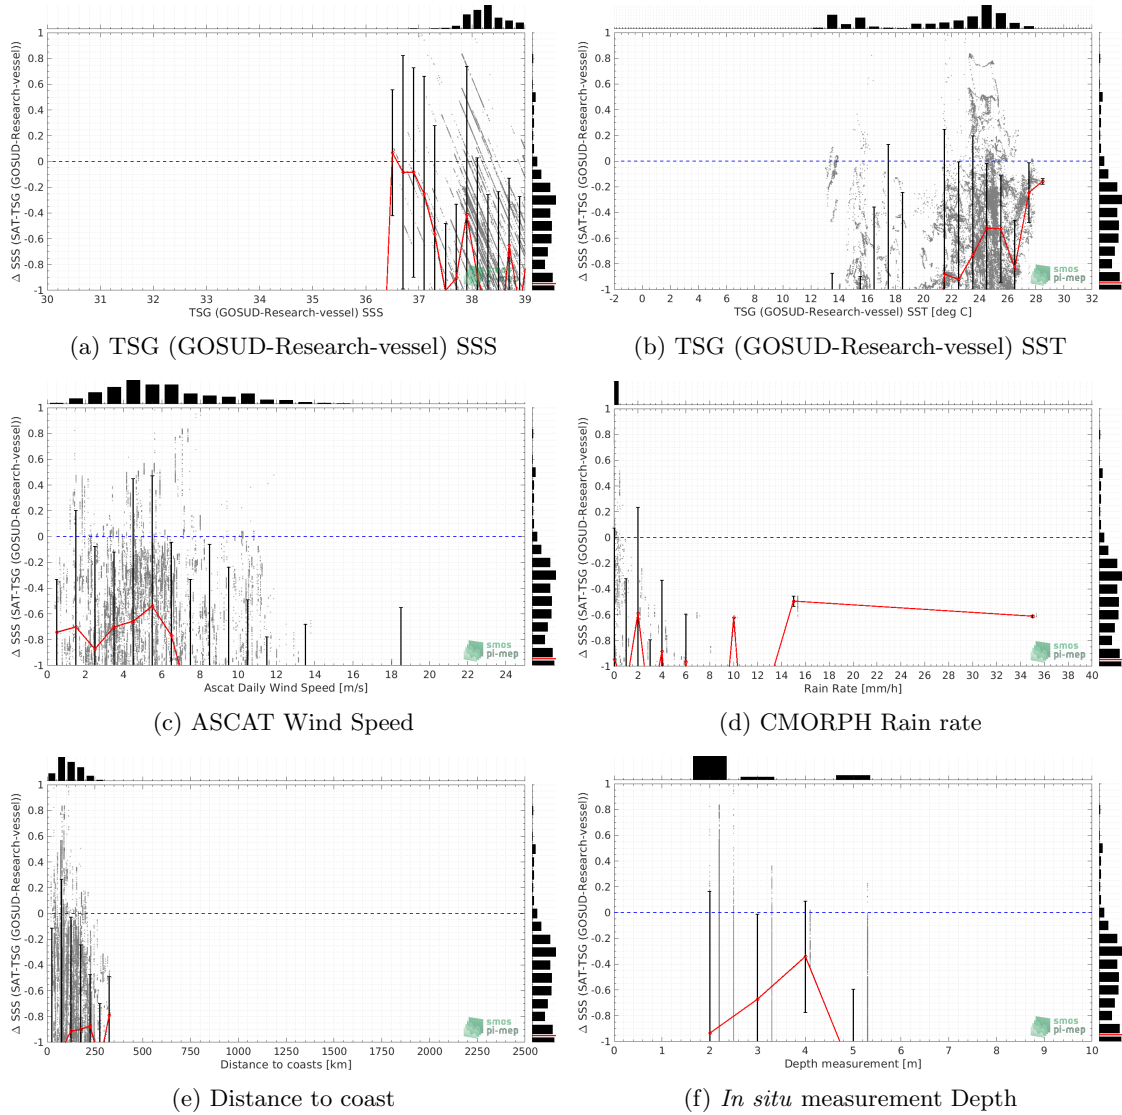 Δ SSS (SAT-TSG (GOSUD-Research-vessel))
1
0.8
0.6
0.4
0.2
0
-0.2
-0.4
-0.6
-0.8
-1
30 31 32 33 34 35 36 37 38 39
TSG (GOSUD-Research-vessel) SSS
smos
pi-mep
(a) TSG (GOSUD-Research-vessel) SSS
Δ SSS (SAT-TSG (GOSUD-Research-vessel))
1
0.8
0.6
0.4
0.2
0
-0.2
-0.4
-0.6
-0.8
-1
-2 0 2 4 6 8 10 12 14 16 18 20 22 24 26 28 30 32
TSG (GOSUD-Research-vessel) SST [deg C]
smos
pi-mep
(b) TSG (GOSUD-Research-vessel) SST
Δ SSS (SAT-TSG (GOSUD-Research-vessel))
1
0.8
0.6
0.4
0.2
0
-0.2
-0.4
-0.6
-0.8
-1
0 2 4 6 8 10 12 14 16 18 20 22 24
Ascat Daily Wind Speed [m/s]
smos
pi-mep
(c) ASCAT Wind Speed
Δ SSS (SAT-TSG (GOSUD-Research-vessel))
1
0.8
0.6
0.4
0.2
0
-0.2
-0.4
-0.6
-0.8
-1
0 2 4 6 8 10 12 14 16 18 20 22 24 26 28 30 32 34 36 38 40
Rain Rate [mm/h]
smos
pi-mep
(d) CMORPH Rain rate
Δ SSS (SAT-TSG (GOSUD-Research-vessel))
1
0.8
0.6
0.4
0.2
0
-0.2
-0.4
-0.6
-0.8
-1
0 250 500 750 1000 1250 1500 1750 2000 2250 2500
Distance to coasts [km]
smos
pi-mep
(e) Distance to coast
Δ SSS (SAT-TSG (GOSUD-Research-vessel))
1
0.8
0.6
0.4
0.2
0
-0.2
-0.4
-0.6
-0.8
-1
0 1 2 3 4 5 6 7 8 9 10
Depth measurement [m]
smos
pi-mep
(f) In situ measurement Depth